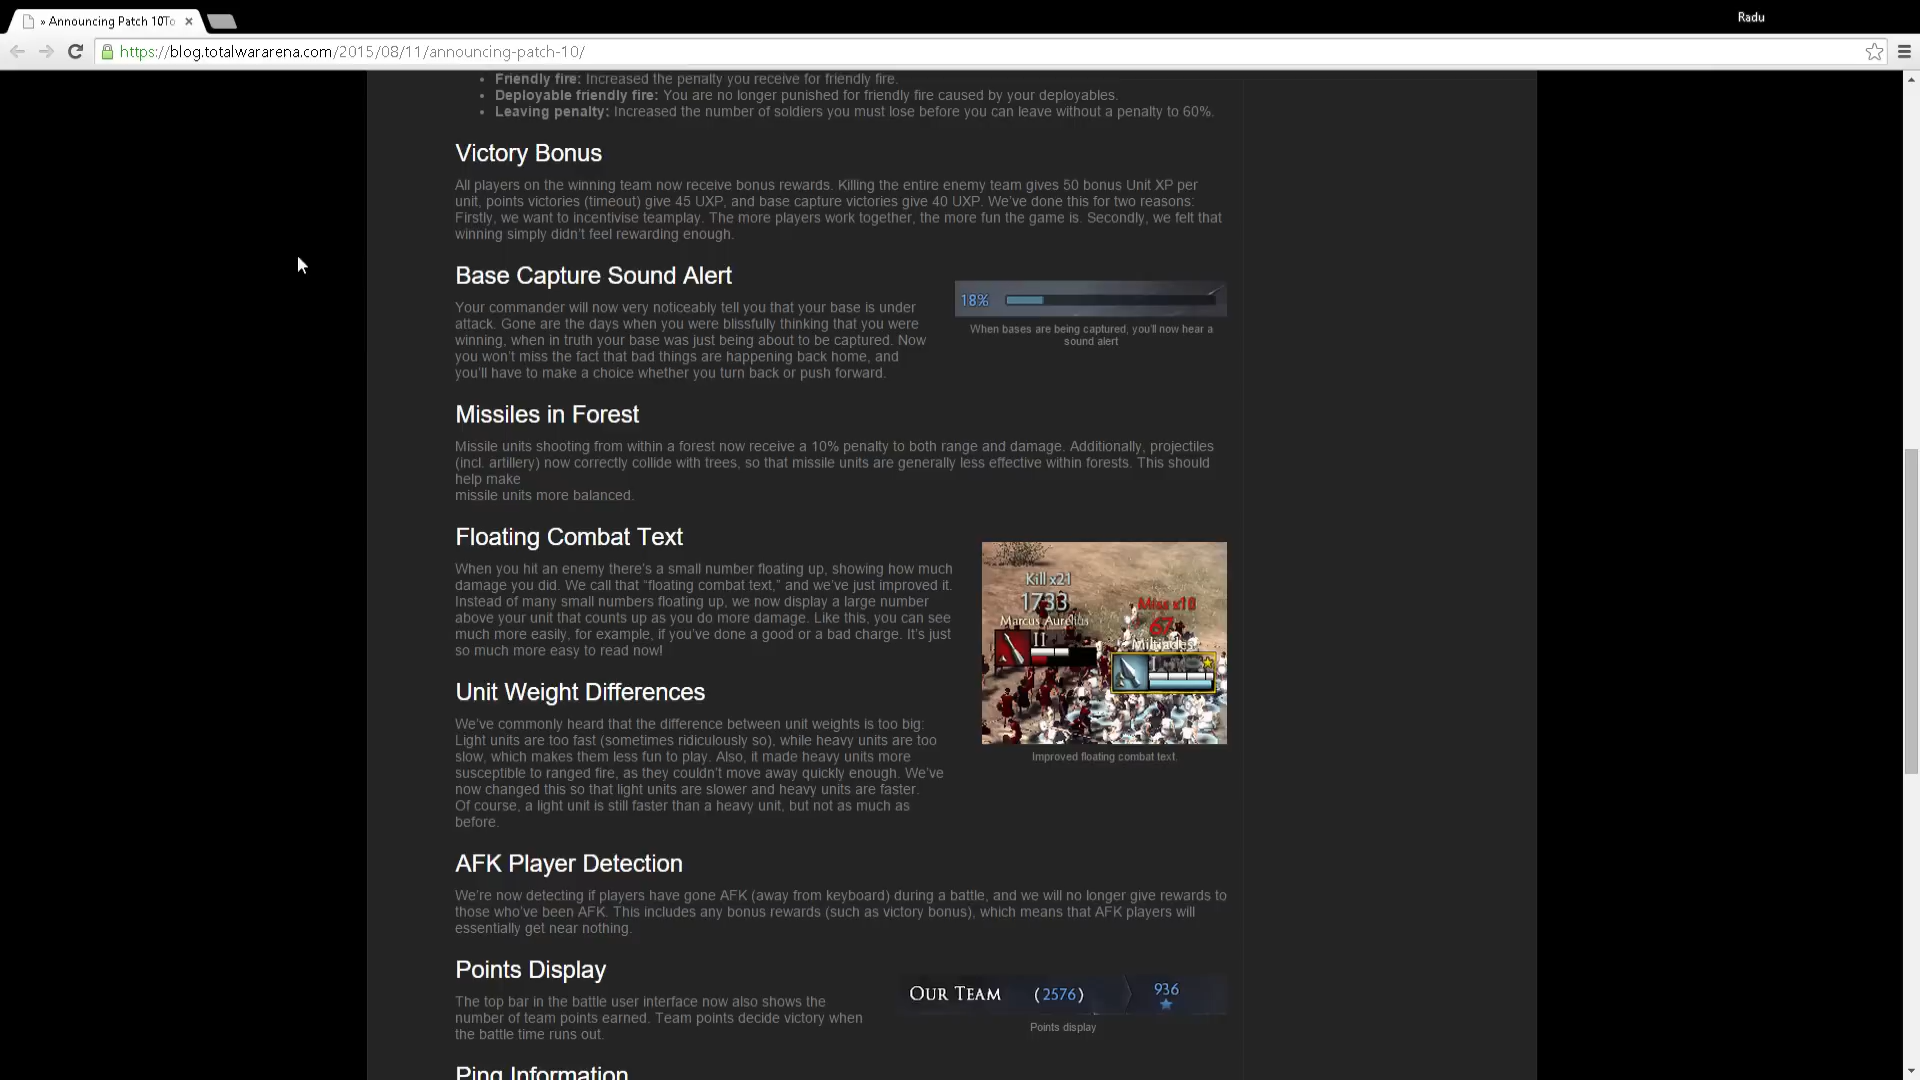 » Announcing Patch 10To
Radu
https://blog.totalwararena.com/2015/08/11/announcing-patch-10/
• Friendly fire: Increased the penalty you receive for friendly fire.
• Deployable friendly fire: You are no longer punished for friendly fire caused by your deployables.
• Leaving penalty: Increased the number of soldiers you must lose before you can leave without a penalty to 60%.
Victory Bonus
All players on the winning team now receive bonus rewards. Killing the entire enemy team gives 50 bonus Unit XP per
unit, points victories (timeout) give 45 UXP, and base capture victories give 40 UXP. We've done this for two reasons:
Firstly, we want to incentivise teamplay. The more players work together, the more fun the game is. Secondly, we felt that
winning simply didn't feel rewarding enough.
Base Capture Sound Alert
Your commander will now very noticeably tell you that your base is under
attack. Gone are the days when you were blissfully thinking that you were
winning, when in truth your base was just being about to be captured. Now
you won't miss the fact that bad things are happening back home, and
you'll have to make a choice whether you turn back or push forward.
18%
When bases are being captured, you'll now hear a
sound alert
Missiles in Forest
Missile units shooting from within a forest now receive a 10% penalty to both range and damage. Additionally, projectiles
(incl. artillery) now correctly collide with trees, so that missile units are generally less effective within forests. This should
help make
missile units more balanced.
Floating Combat Text
When you hit an enemy there's a small number floating up, showing how much
damage you did. We call that “floating combat text,” and we've just improved it.
Instead of many small numbers floating up, we now display a large number
above your unit that counts up as you do more damage. Like this, you can see
much more easily, for example, if you've done a good or a bad charge. It's just
so much more easy to read now!
Kill x21
1733
Marcus Aurelius
II
Miss x18
67
Miltiades
Improved floating combat text.
Unit Weight Differences
We've commonly heard that the difference between unit weights is too big:
Light units are too fast (sometimes ridiculously so), while heavy units are too
slow, which makes them less fun to play. Also, it made heavy units more
susceptible to ranged fire, as they couldn't move away quickly enough. We've
now changed this so that light units are slower and heavy units are faster.
Of course, a light unit is still faster than a heavy unit, but not as much as
before.
AFK Player Detection
We're now detecting if players have gone AFK (away from keyboard) during a battle, and we will no longer give rewards to
those who've been AFK. This includes any bonus rewards (such as victory bonus), which means that AFK players will
essentially get near nothing.
Points Display
The top bar in the battle user interface now also shows the
number of team points earned. Team points decide victory when
the battle time runs out.
OUR TEAM (2576) 936
Points display
Ping Information